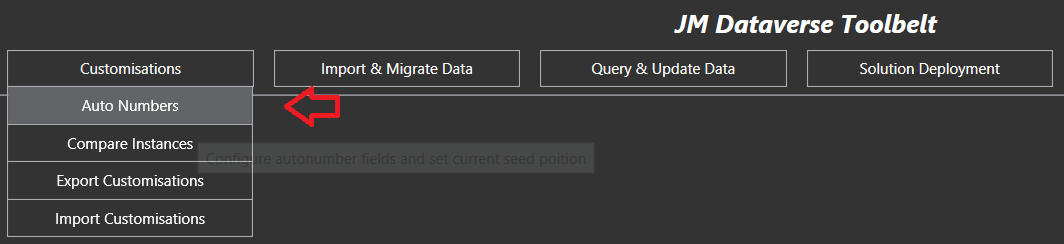 JM Dataverse Toolbelt
Customisations
Import & Migrate Data
Query & Update Data
Solution Deployment
Auto Numbers
Compare Instances
Configure autonumber fields and set current seed poition
Export Customisations
Import Customisations